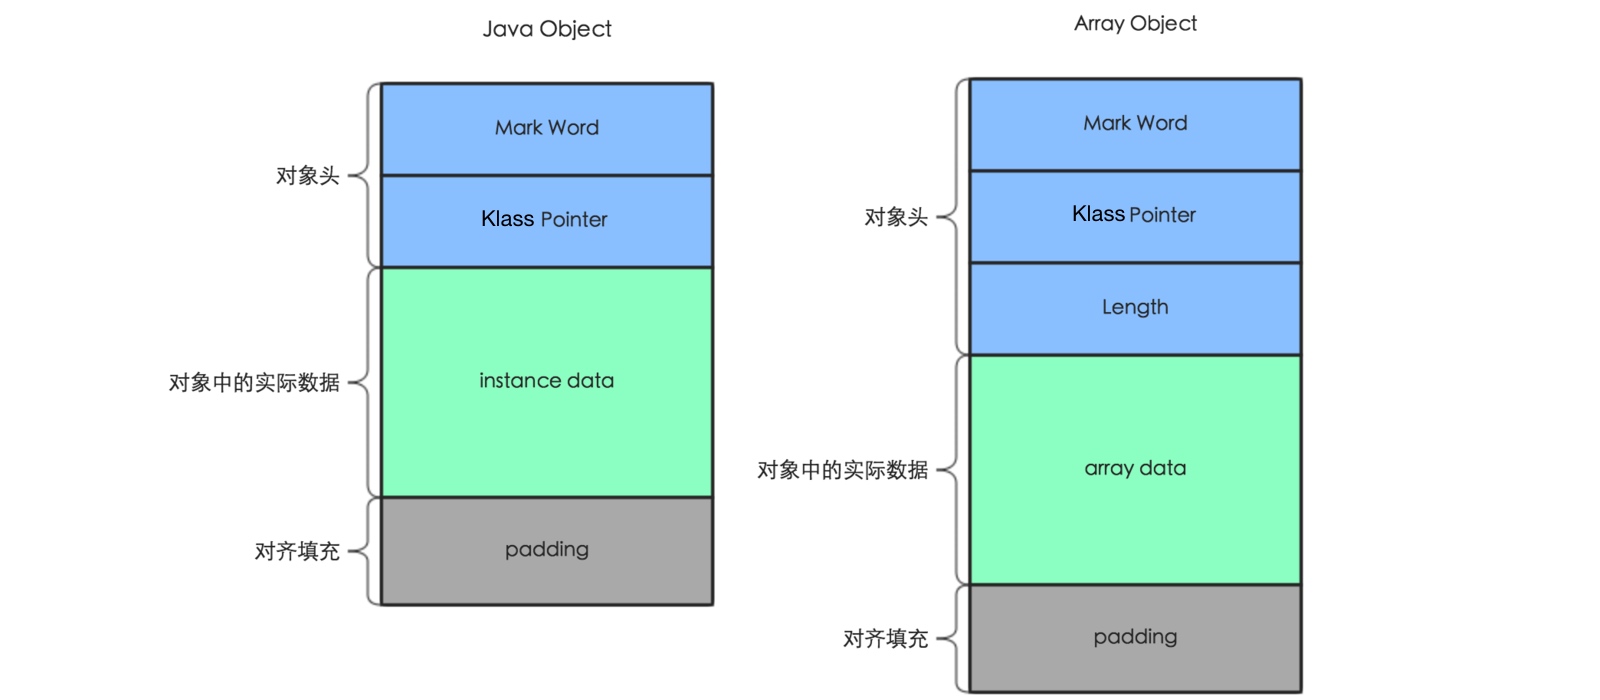 Java Object
对象头
Mark Word
Klass Pointer
对象中的实际数据
instance data
对齐填充
padding
Array Object
对象头
Mark Word
Klass Pointer
Length
对象中的实际数据
array data
对齐填充
padding